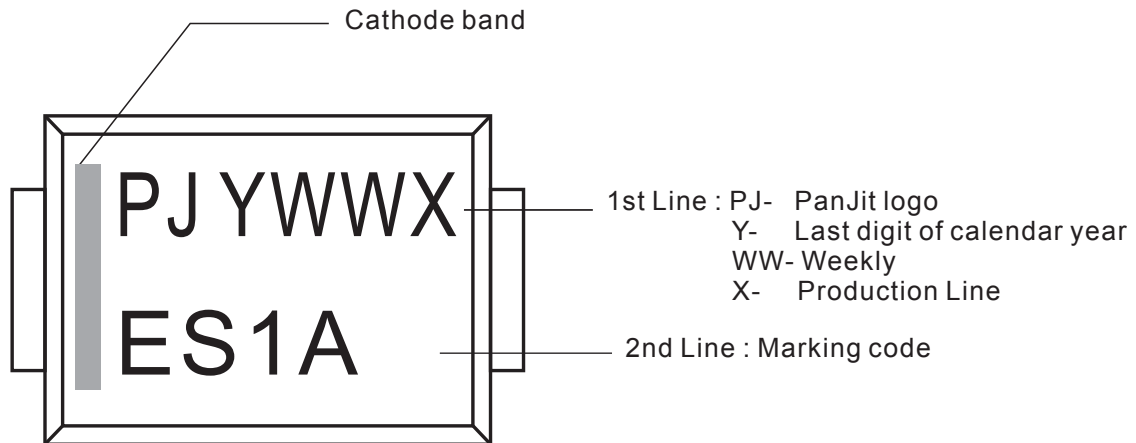 Cathode band
PJ YWWX
1st Line : PJ- PanJit logo
Y- Last digit of calendar year
WW- Weekly
X- Production Line
ES1A
2nd Line : Marking code